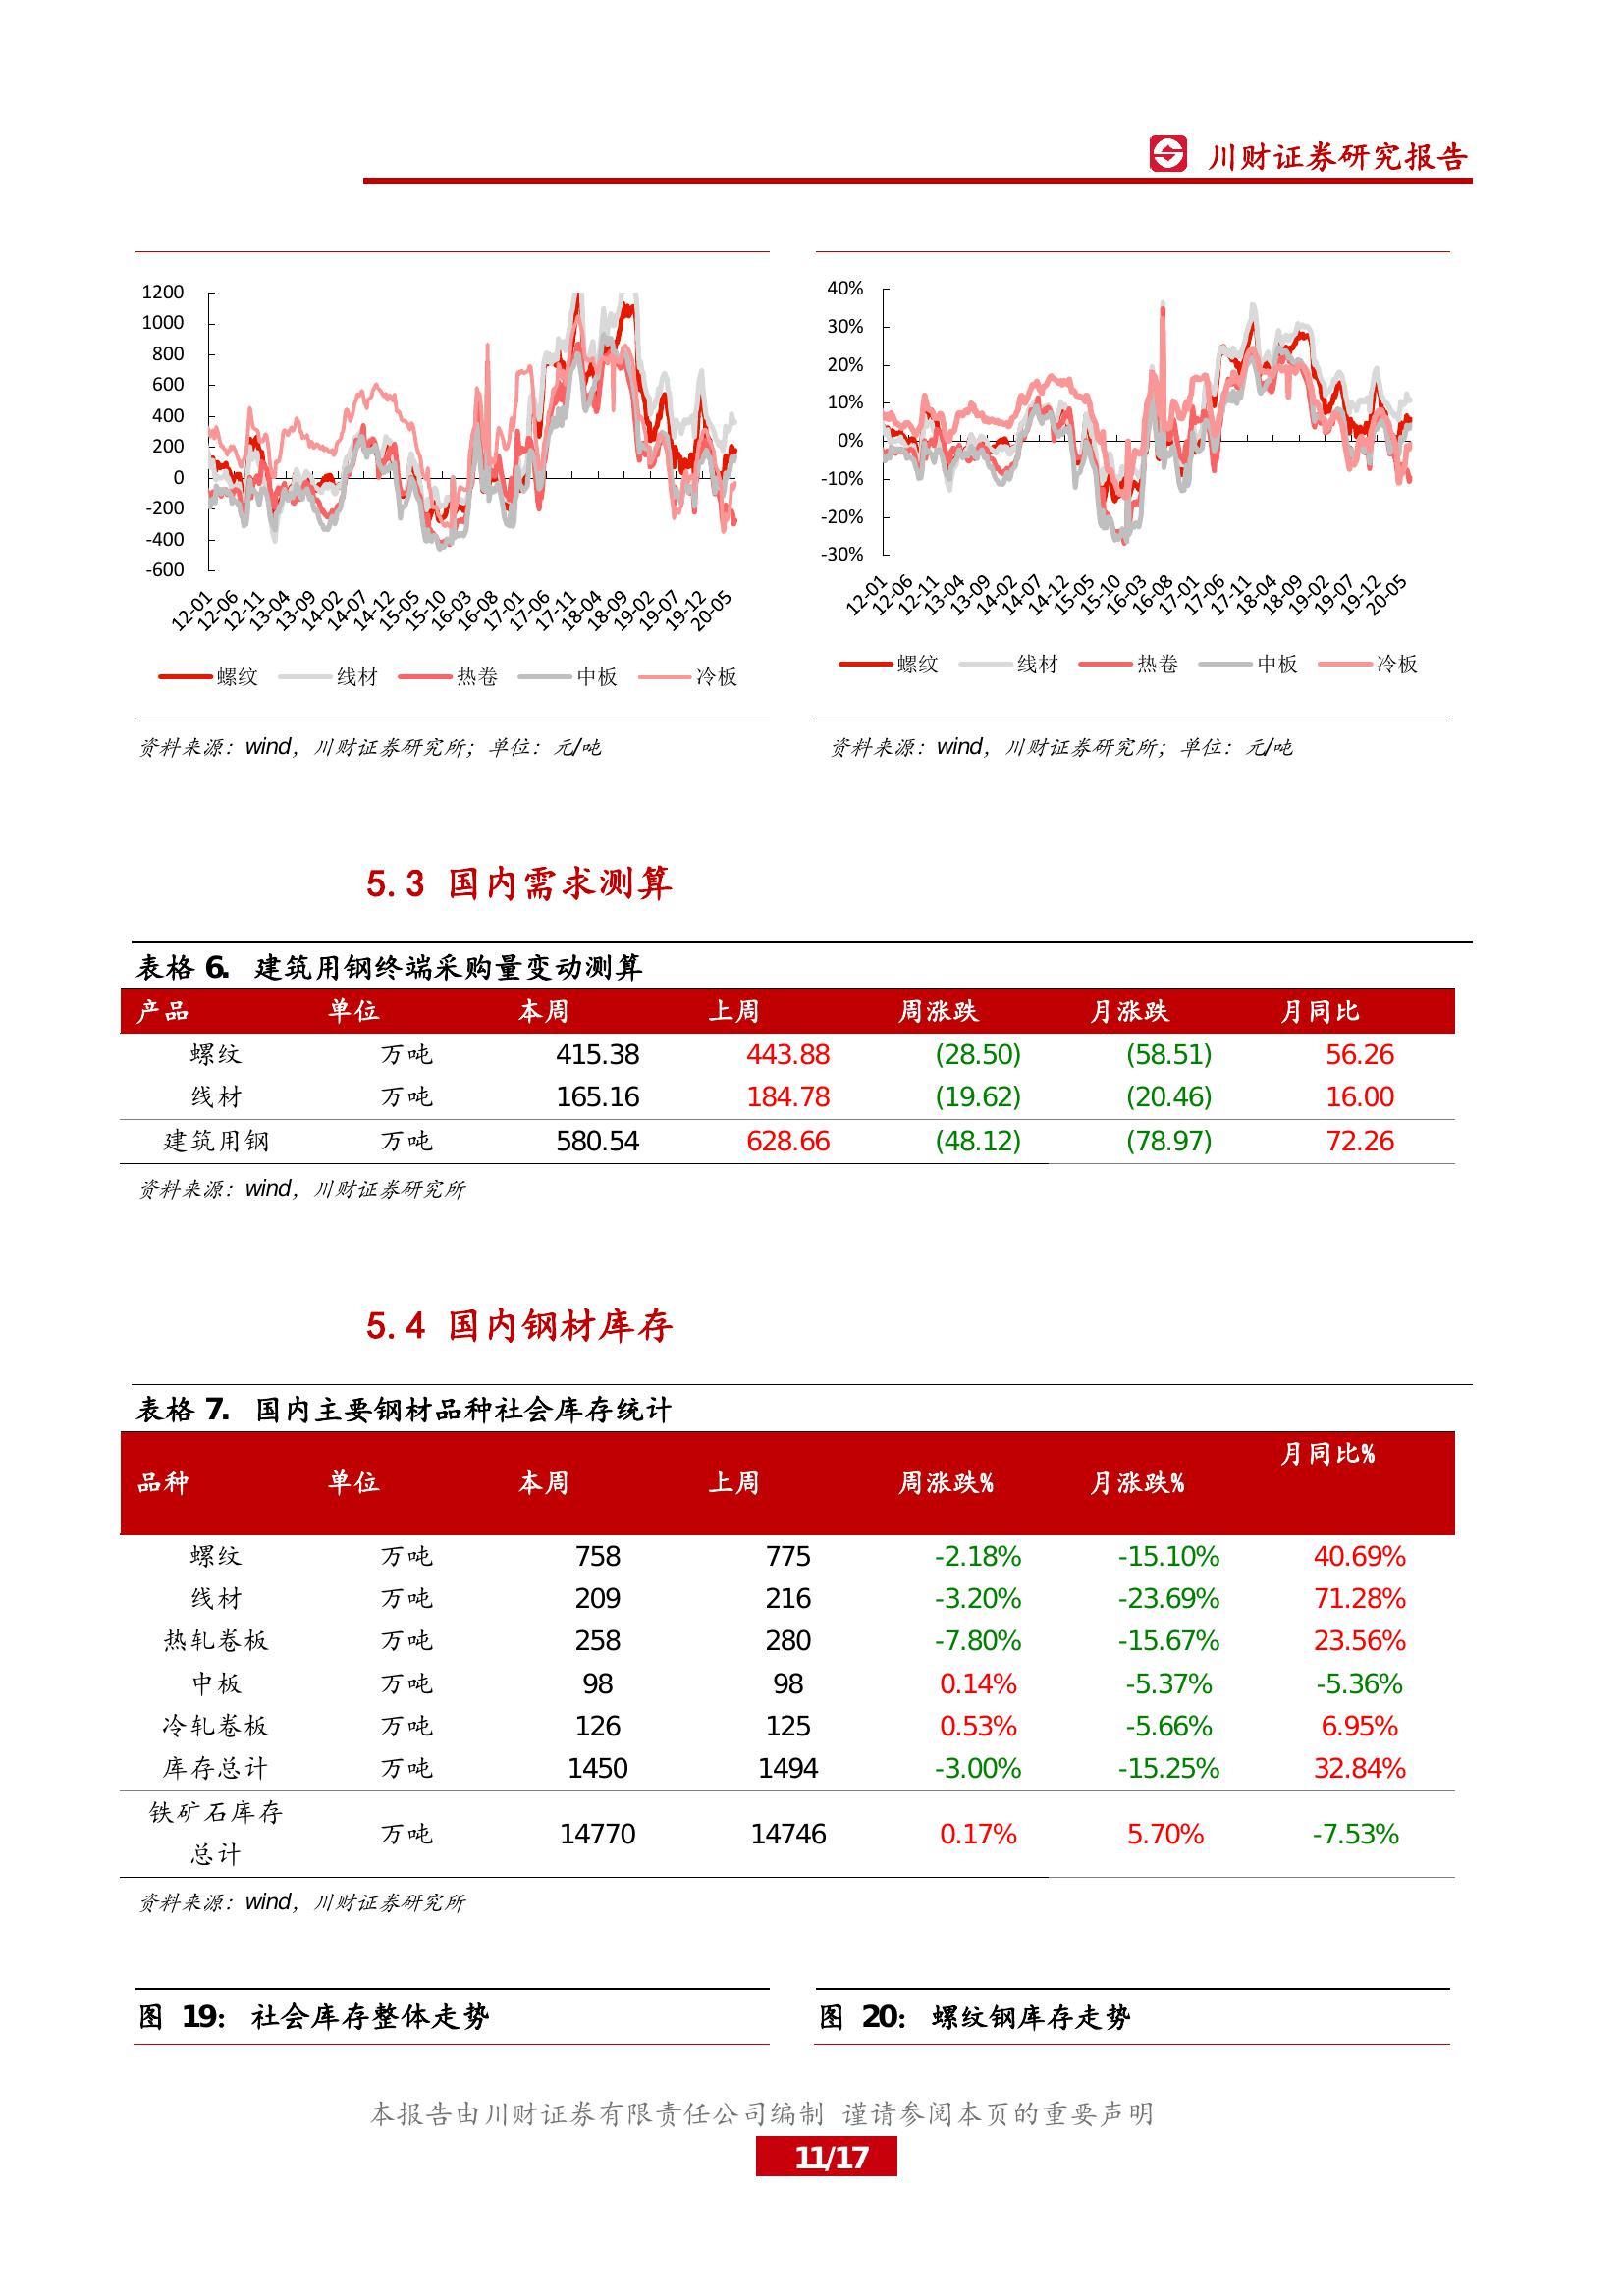 川财证券研究报告
1200
1000
800
600
400
200
0
-200
-400
-600
12-01 12-06 12-11 13-04 13-09 14-02 14-07 14-12 15-05 15-10 16-03 16-08 17-01 17-06 17-11 18-04 18-09 19-02 19-07 19-12 20-05
螺纹 线材 热卷 中板 冷板
资料来源：wind，川财证券研究所；单位：元/吨
40%
30%
20%
10%
0%
-10%
-20%
-30%
12-01 12-06 12-11 13-04 13-09 14-02 14-07 14-12 15-05 15-10 16-03 16-08 17-01 17-06 17-11 18-04 18-09 19-02 19-07 19-12 20-05
螺纹 线材 热卷 中板 冷板
资料来源：wind，川财证券研究所；单位：元/吨
5.3 国内需求测算
表格 6. 建筑用钢终端采购量变动测算
产品 单位 本周 上周 周涨跌 月涨跌 月同比
螺纹 万吨 415.38 443.88 (28.50) (58.51) 56.26
线材 万吨 165.16 184.78 (19.62) (20.46) 16.00
建筑用钢 万吨 580.54 628.66 (48.12) (78.97) 72.26
资料来源：wind，川财证券研究所
5.4 国内钢材库存
表格 7. 国内主要钢材品种社会库存统计
品种 单位 本周 上周 周涨跌% 月涨跌% 月同比%
螺纹 万吨 758 775 -2.18% -15.10% 40.69%
线材 万吨 209 216 -3.20% -23.69% 71.28%
热轧卷板 万吨 258 280 -7.80% -15.67% 23.56%
中板 万吨 98 98 0.14% -5.37% -5.36%
冷轧卷板 万吨 126 125 0.53% -5.66% 6.95%
库存总计 万吨 1450 1494 -3.00% -15.25% 32.84%
铁矿石库存
总计 万吨 14770 14746 0.17% 5.70% -7.53%
资料来源：wind，川财证券研究所
图 19： 社会库存整体走势
图 20： 螺纹钢库存走势
本报告由川财证券有限责任公司编制 谨请参阅本页的重要声明
11/17